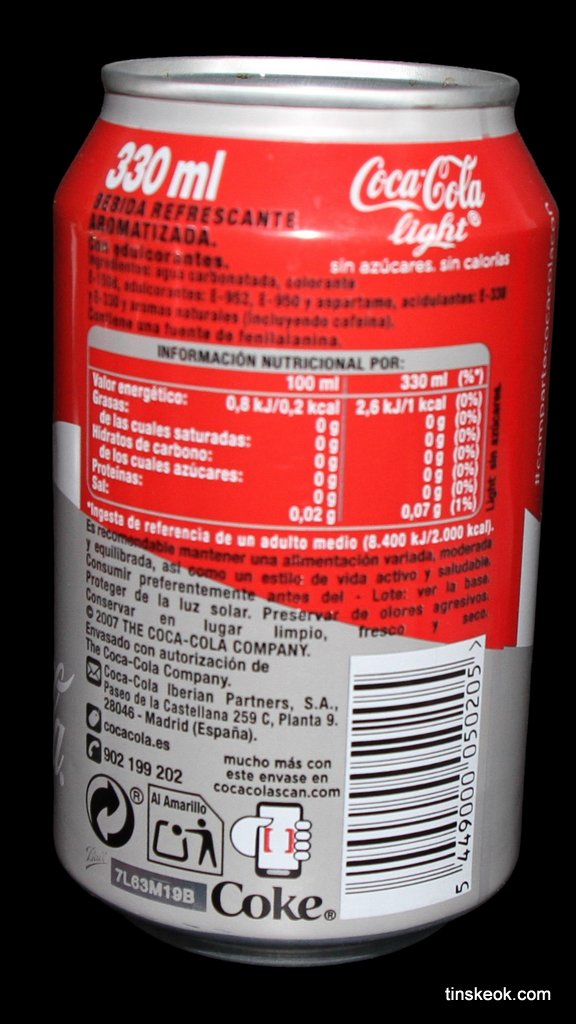 330 ml
BEBIDA REFRESCANTE
AROMATIZADA.
Con edulcorantes.
Ingredientes: agua carbonatada, colorante
E-150d, edulcorantes: E-952, E-950 y aspartamo, acidulantes: E-338
y E-330 y aromas naturales (incluyendo cafeína).
Contiene una fuente de fenilalanina.
Coca-Cola
light®
sin azúcares. sin calorías
INFORMACIÓN NUTRICIONAL POR:
100 ml 330 ml (%*)
Valor energético: 0,8 kJ/0,2 kcal 2,6 kJ/1 kcal (0%)
Grasas: 0 g 0 g (0%)
de las cuales saturadas: 0 g 0 g (0%)
Hidratos de carbono: 0 g 0 g (0%)
de los cuales azúcares: 0 g 0 g (0%)
Proteínas: 0 g 0 g (0%)
Sal: 0,02 g 0,07 g (1%)
Light: sin azúcares.
*Ingesta de referencia de un adulto medio (8.400 kJ/2.000 kcal).
Es recomendable mantener una alimentación variada, moderada
y equilibrada, así como un estilo de vida activo y saludable.
Consumir preferentemente antes del - Lote: ver la base.
Proteger de la luz solar. Preservar de olores agresivos.
Conservar en lugar limpio, fresco y seco.
© 2007 THE COCA-COLA COMPANY.
Envasado con autorización de
The Coca-Cola Company.
Coca-Cola Iberian Partners, S.A.,
Paseo de la Castellana 259 C, Planta 9.
28046 - Madrid (España).
cocacola.es
902 199 202
mucho más con
este envase en
cocacolascan.com
®
Al Amarillo
Ball
7L63M19B
Coke®
5 449000 050205 >
tinskeok.com